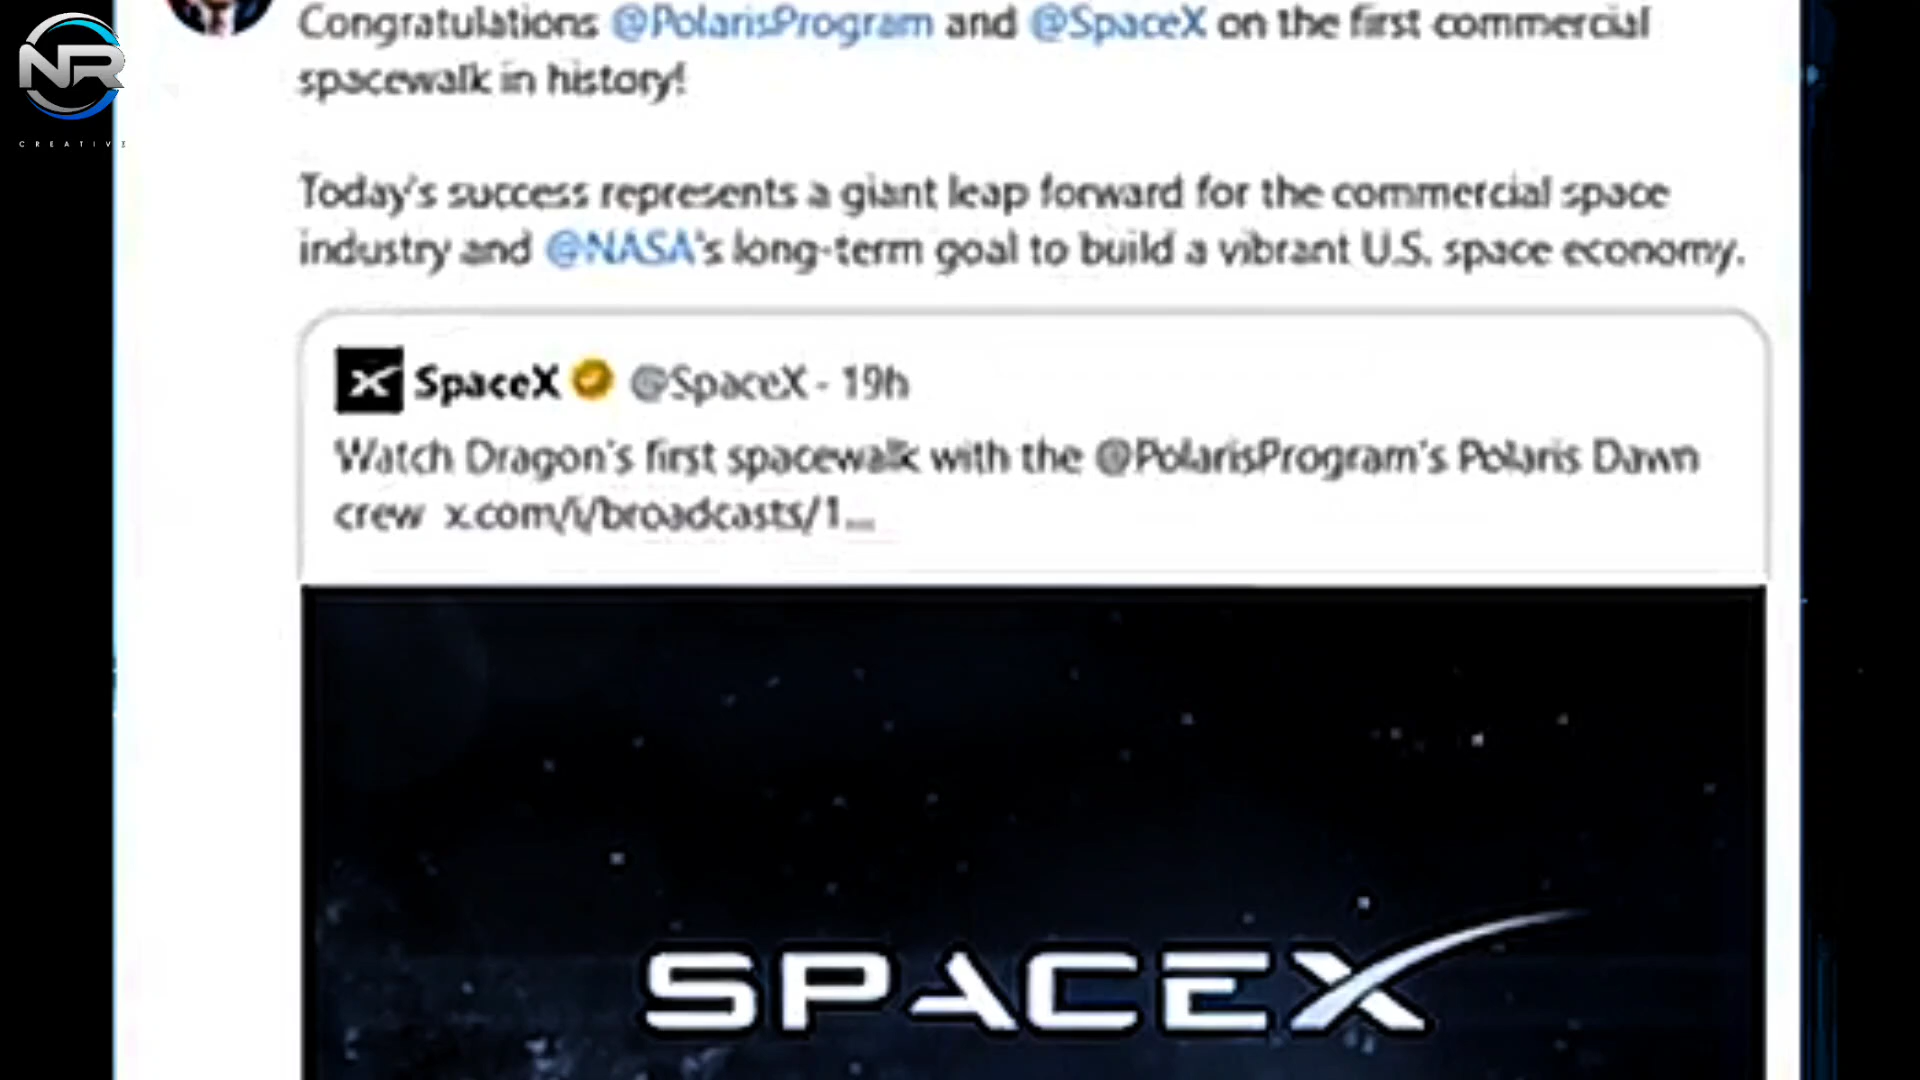 NR
CREATIVE
Congratulations @PolarisProgram and @SpaceX on the first commercial
spacewalk in history!
Today's success represents a giant leap forward for the commercial space
industry and @NASA's long-term goal to build a vibrant U.S. space economy.
SpaceX @SpaceX - 19h
Watch Dragon's first spacewalk with the @PolarisProgram's Polaris Dawn
crew x.com/i/broadcasts/1...
SPACEX